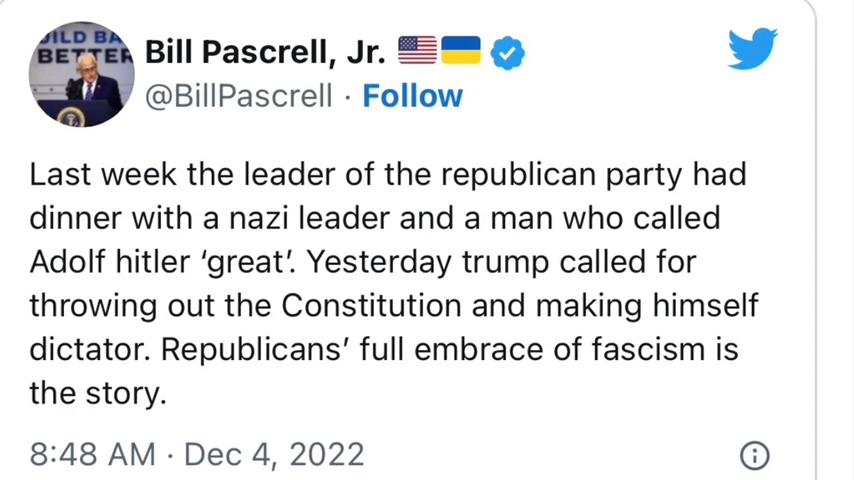 UILD BA
BETTER
Bill Pascrell, Jr. 🇺🇸🇺🇦
@BillPascrell · Follow
Last week the leader of the republican party had
dinner with a nazi leader and a man who called
Adolf hitler ‘great’. Yesterday trump called for
throwing out the Constitution and making himself
dictator. Republicans’ full embrace of fascism is
the story.
8:48 AM · Dec 4, 2022